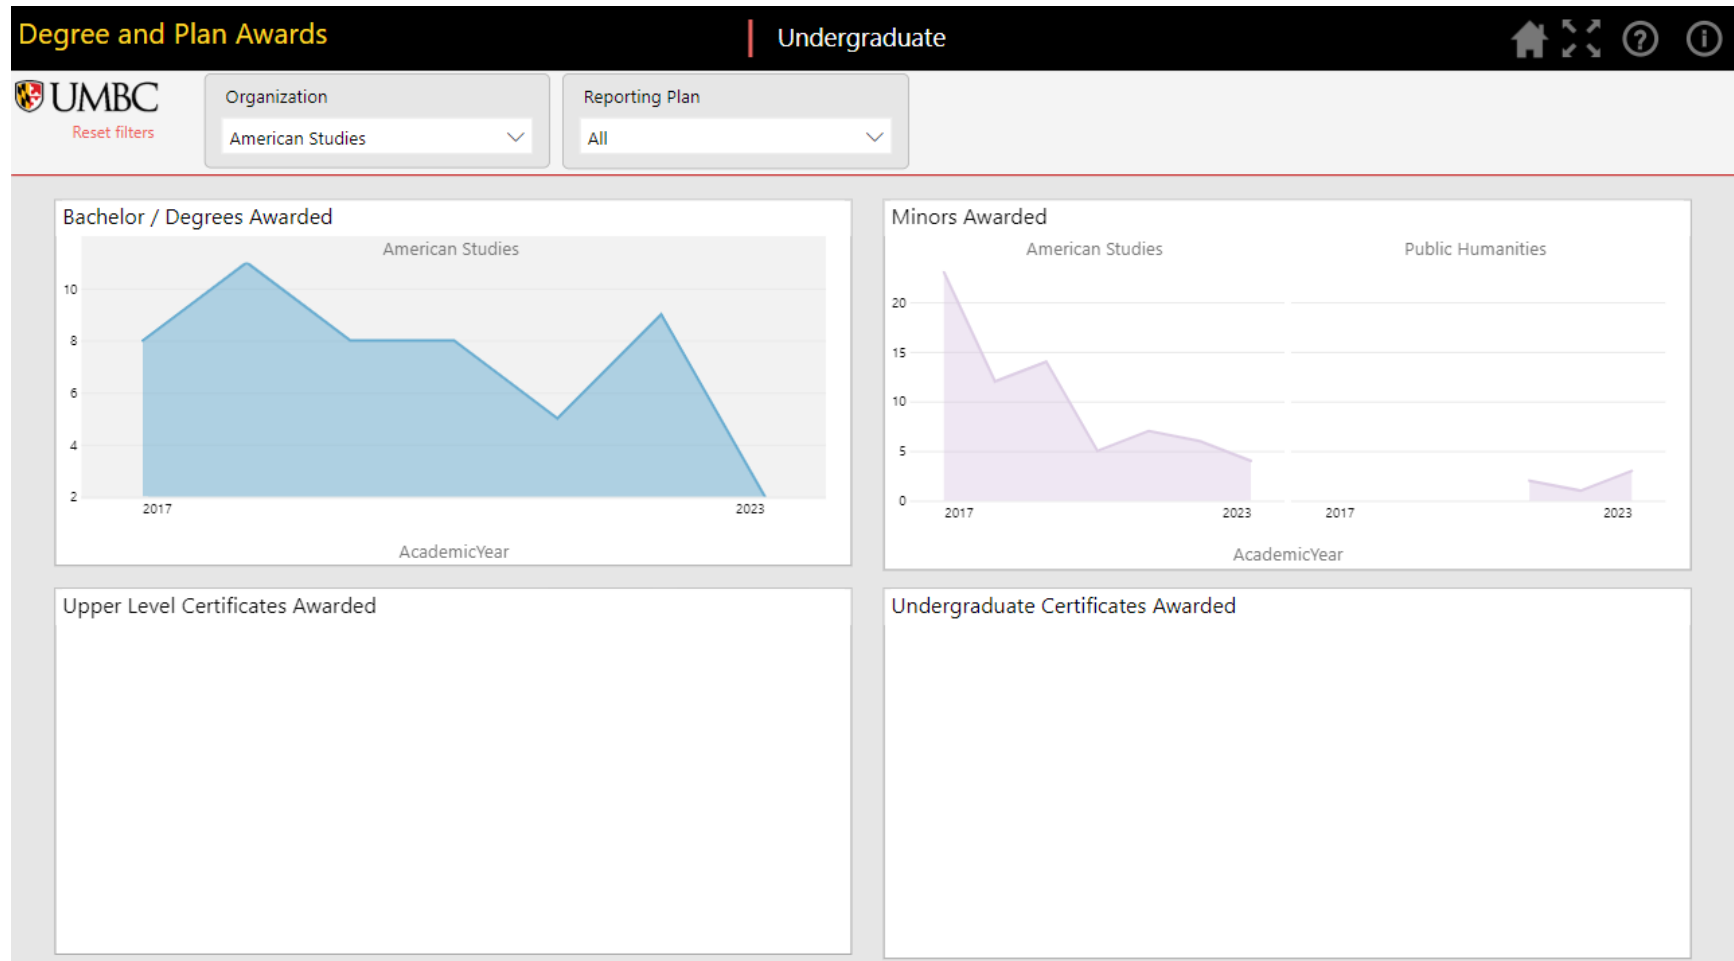 Degree and Plan Awards
Undergraduate
UMBC
Reset filters
Organization
American Studies
Reporting Plan
All
Bachelor / Degrees Awarded
American Studies
10
8
6
4
2
2017
2023
AcademicYear
Minors Awarded
American Studies
Public Humanities
20
15
10
5
0
2017
2023
2017
2023
AcademicYear
Upper Level Certificates Awarded
Undergraduate Certificates Awarded